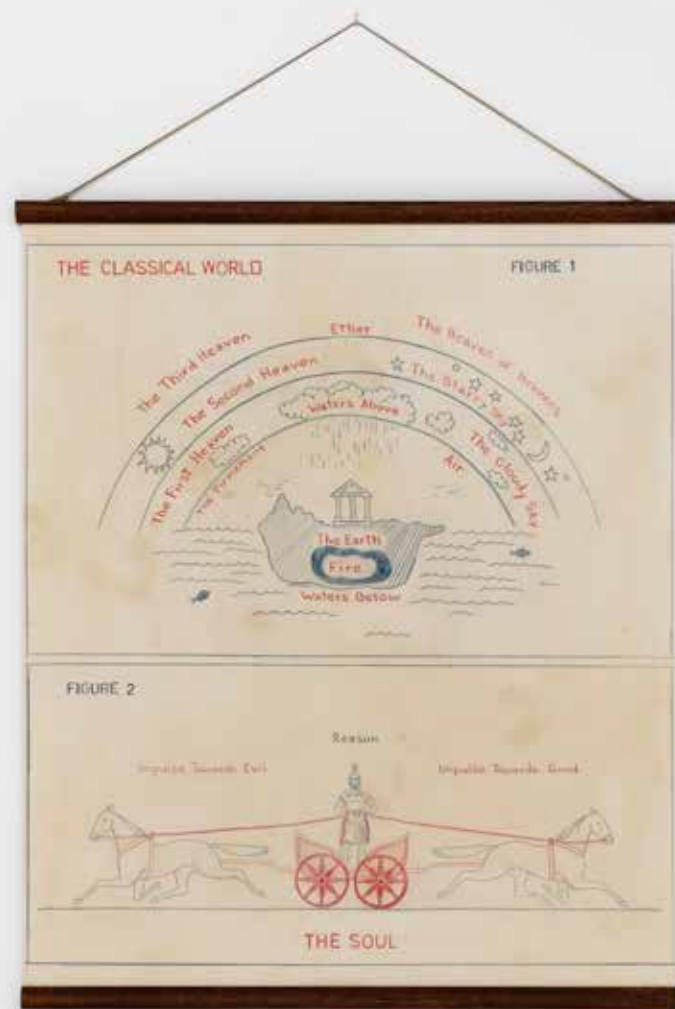 THE CLASSICAL WORLD
FIGURE 1
The Third Heaven
Ether
The Heaven of Heavens
The Second Heaven
The Starry Sky
The First Heaven
Waters Above
The Cloudy Sky
The Firmament
Air
The Earth
Fire
Waters Below
FIGURE 2
Reason
Impulse Towards Evil
Impulse Towards Good
THE SOUL